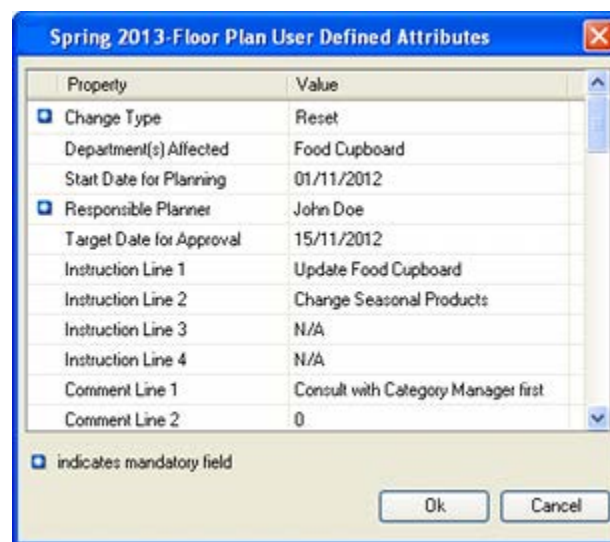 Spring 2013-Floor Plan User Defined Attributes
Property Value
Change Type Reset
Department(s) Affected Food Cupboard
Start Date for Planning 01/11/2012
Responsible Planner John Doe
Target Date for Approval 15/11/2012
Instruction Line 1 Update Food Cupboard
Instruction Line 2 Change Seasonal Products
Instruction Line 3 N/A
Instruction Line 4 N/A
Comment Line 1 Consult with Category Manager first
Comment Line 2 0
indicates mandatory field
Ok Cancel